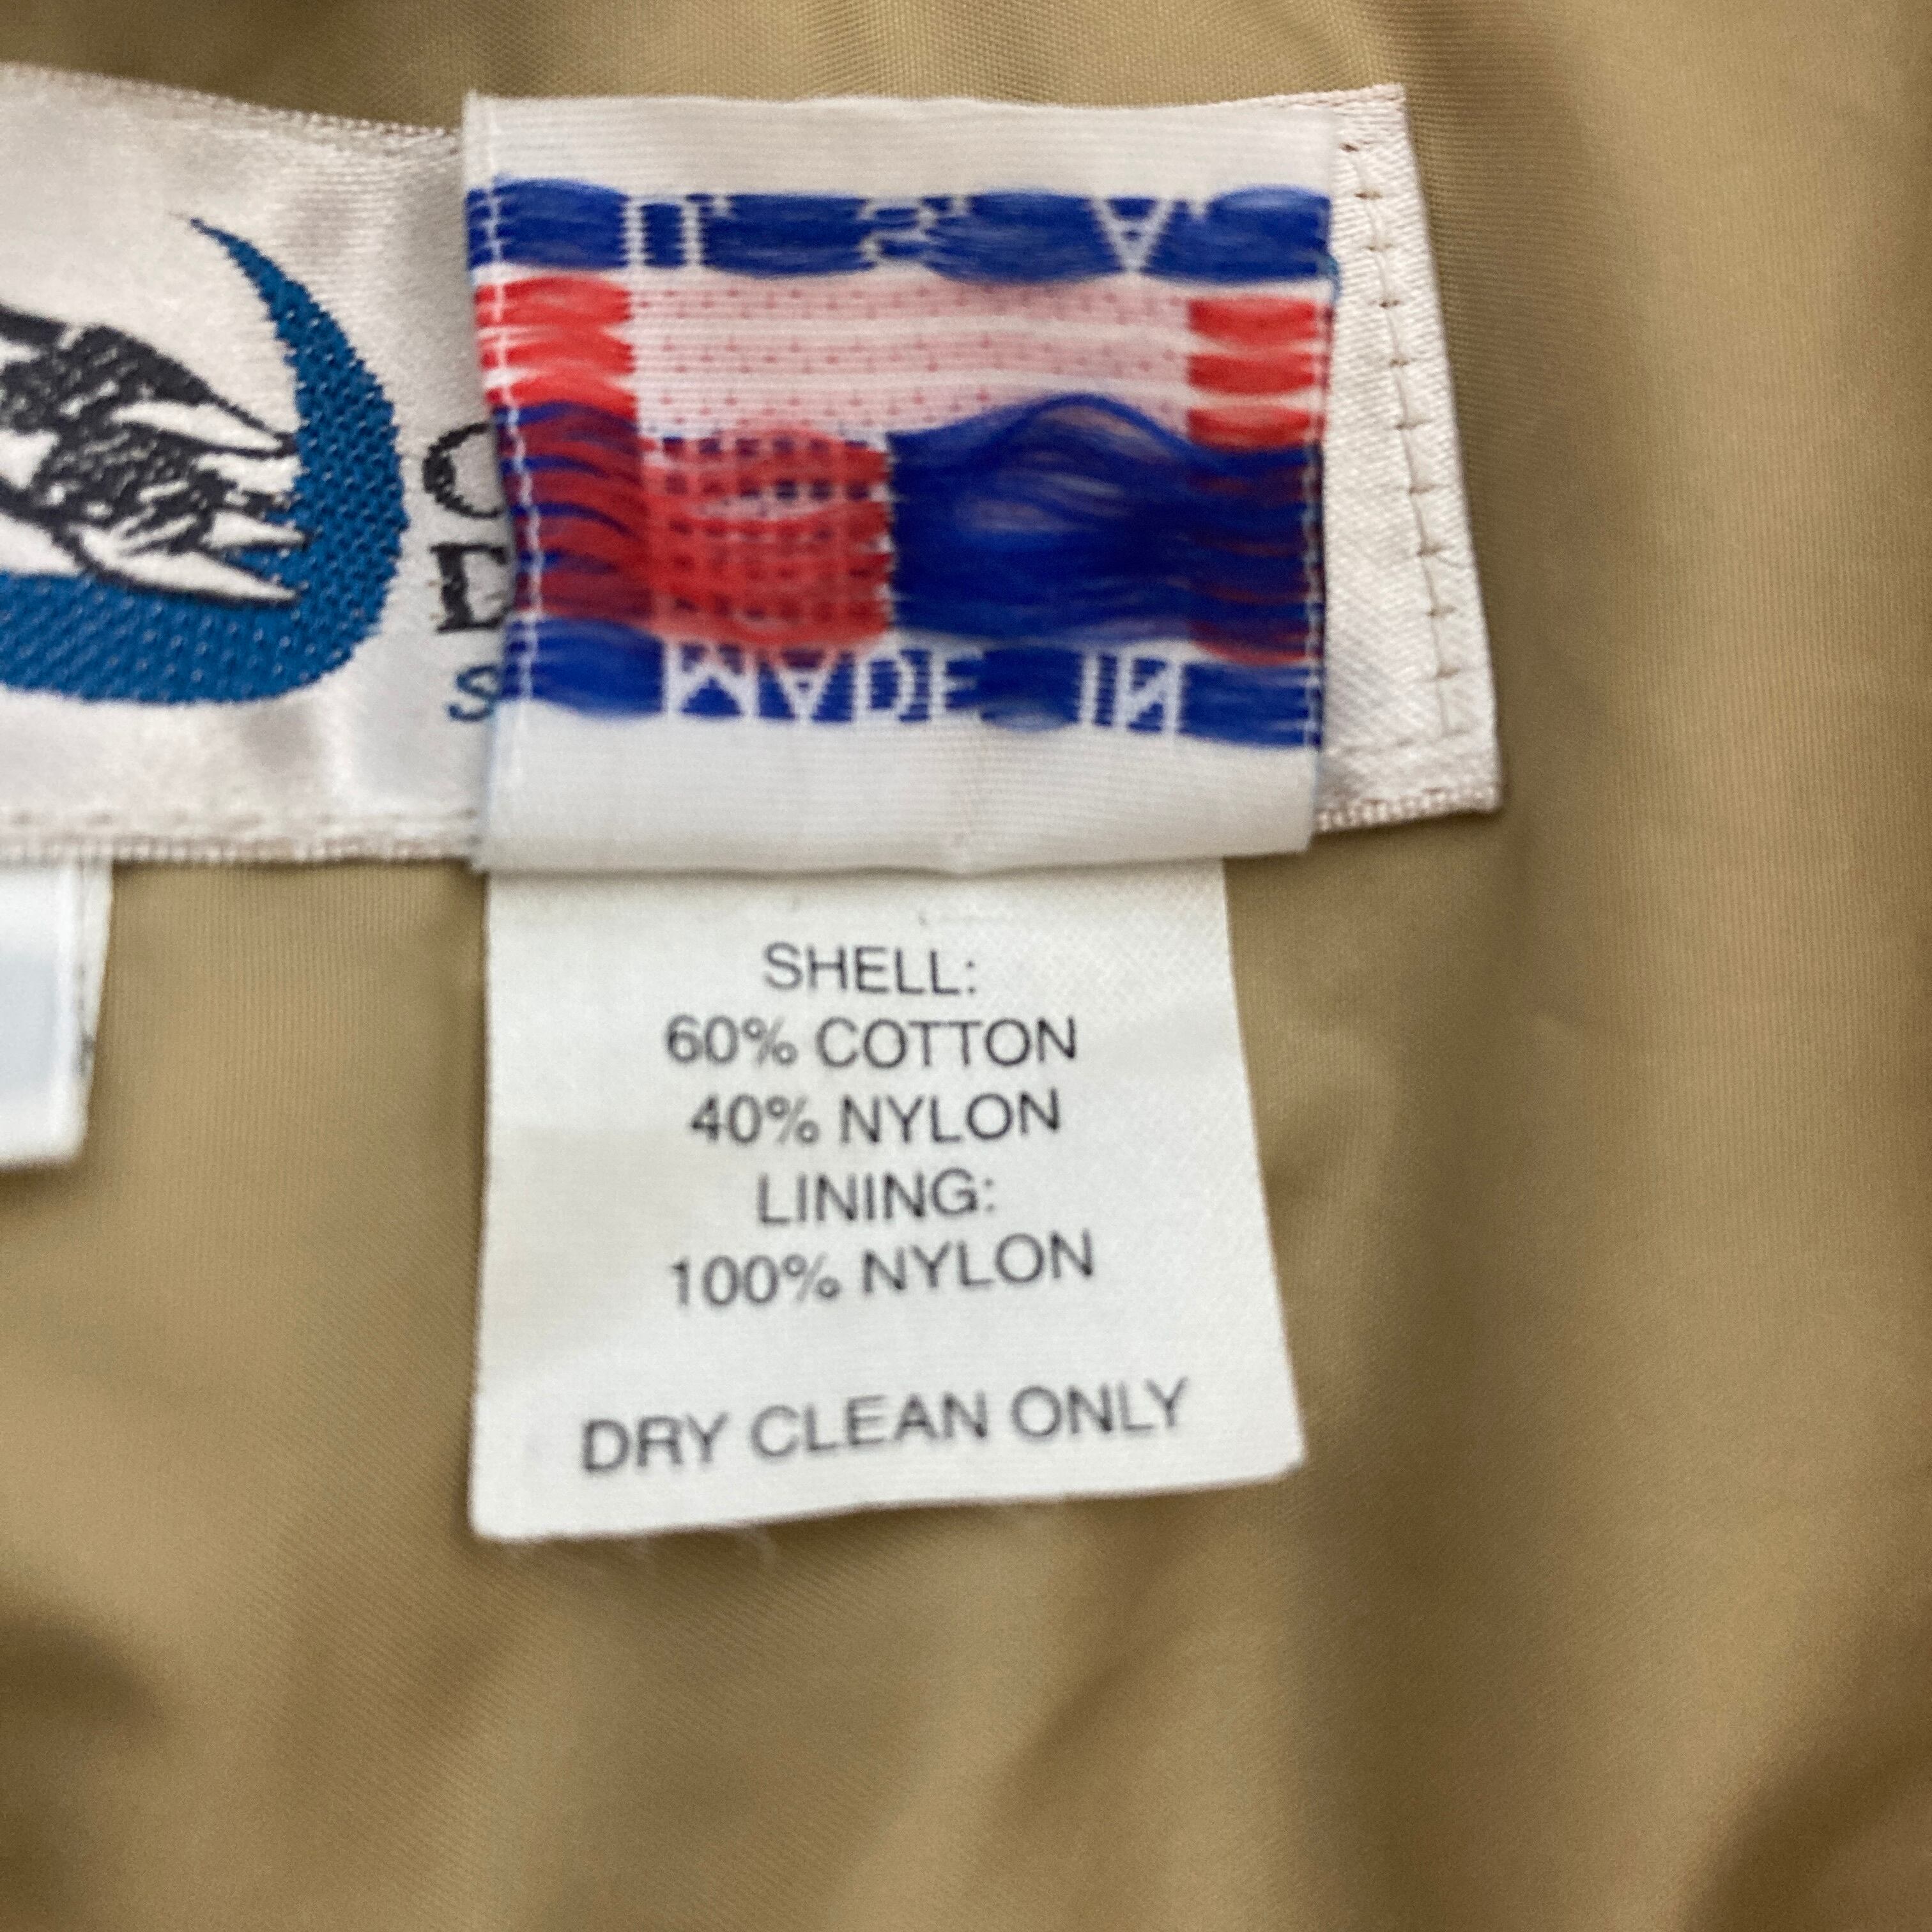 U.S.A.
MADE IN
SHELL:
60% COTTON
40% NYLON
LINING:
100% NYLON
DRY CLEAN ONLY